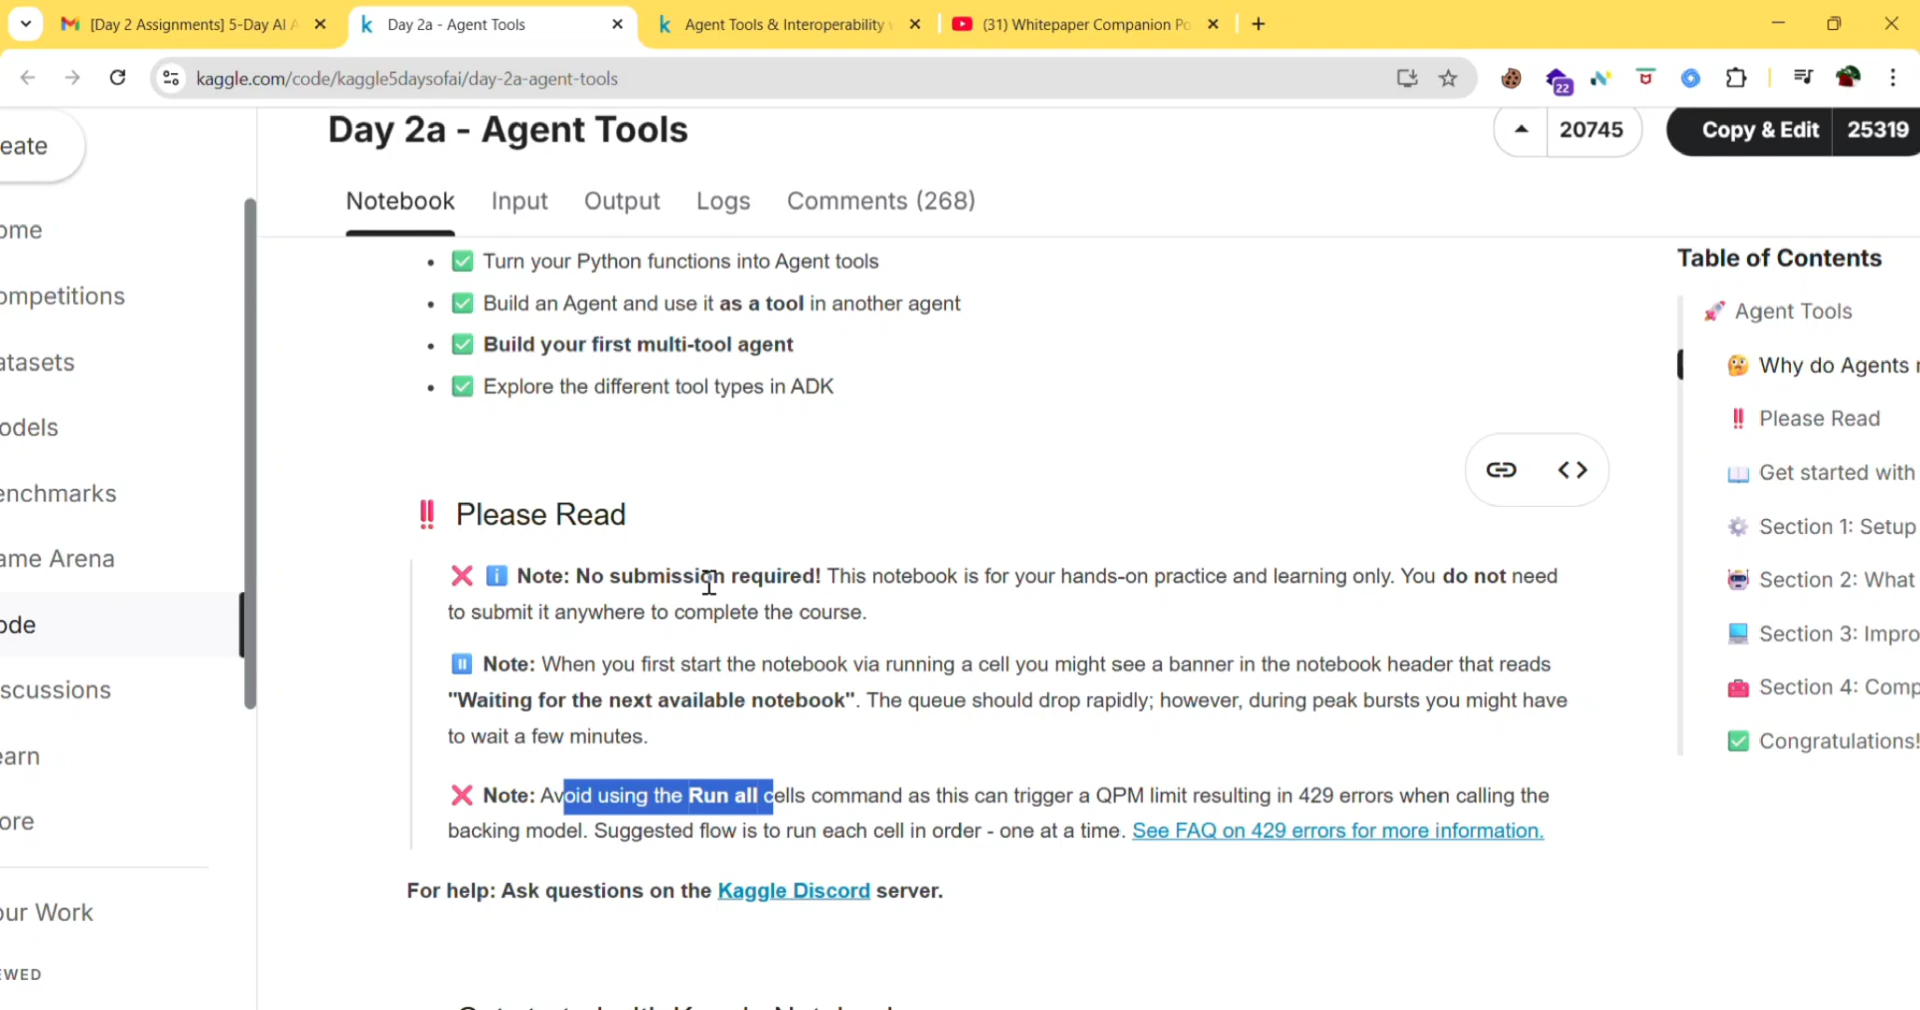 [Day 2 Assignments] 5-Day AI A
Day 2a - Agent Tools
Agent Tools & Interoperability
(31) Whitepaper Companion Po
kaggle.com/code/kaggle5daysofai/day-2a-agent-tools
22
eate
ome
ompetitions
atasets
odels
enchmarks
ame Arena
ode
iscussions
earn
ore
our Work
EWED
Day 2a - Agent Tools
20745
Copy & Edit
25319
Notebook
Input
Output
Logs
Comments (268)
• ✅ Turn your Python functions into Agent tools
• ✅ Build an Agent and use it as a tool in another agent
• ✅ Build your first multi-tool agent
• ✅ Explore the different tool types in ADK
‼️ Please Read
❌ ℹ️ Note: No submission required! This notebook is for your hands-on practice and learning only. You do not need
to submit it anywhere to complete the course.
⏸️ Note: When you first start the notebook via running a cell you might see a banner in the notebook header that reads
"Waiting for the next available notebook". The queue should drop rapidly; however, during peak bursts you might have
to wait a few minutes.
❌ Note: Avoid using the Run all cells command as this can trigger a QPM limit resulting in 429 errors when calling the
backing model. Suggested flow is to run each cell in order - one at a time. See FAQ on 429 errors for more information.
For help: Ask questions on the Kaggle Discord server.
Table of Contents
🚀 Agent Tools
🤔 Why do Agents
‼️ Please Read
📖 Get started with
⚙️ Section 1: Setup
🤖 Section 2: What
💻 Section 3: Impro
🧰 Section 4: Comp
✅ Congratulations!